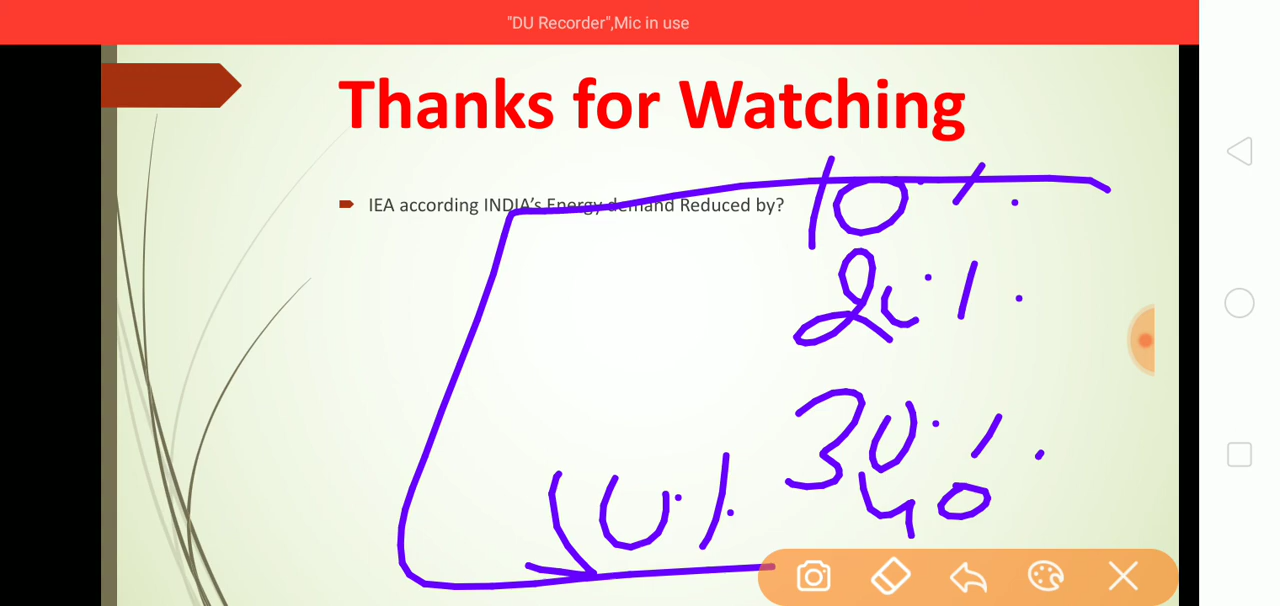 "DU Recorder",Mic in use
Thanks for Watching
IEA according INDIA's Energy demand Reduced by?
10%
20%
30%
40
10%